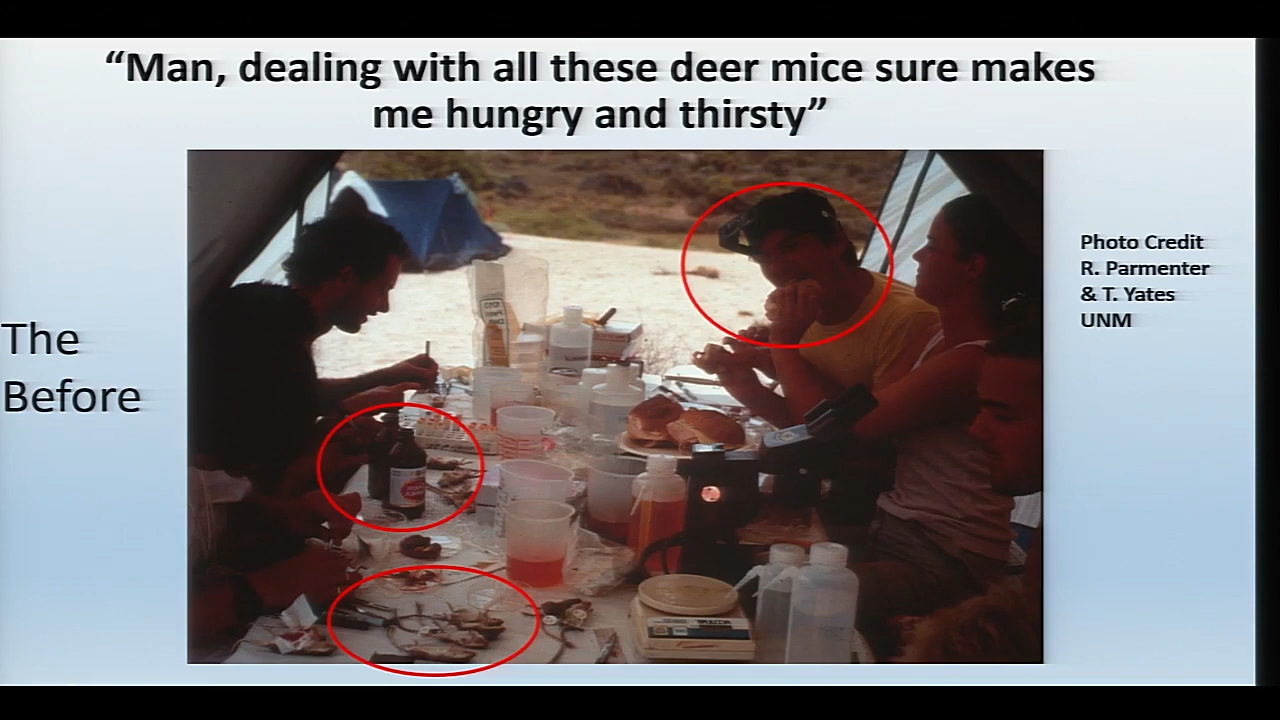 “Man, dealing with all these deer mice sure makes
me hungry and thirsty”
Photo Credit
R. Parmenter
& T. Yates
UNM
The
Before